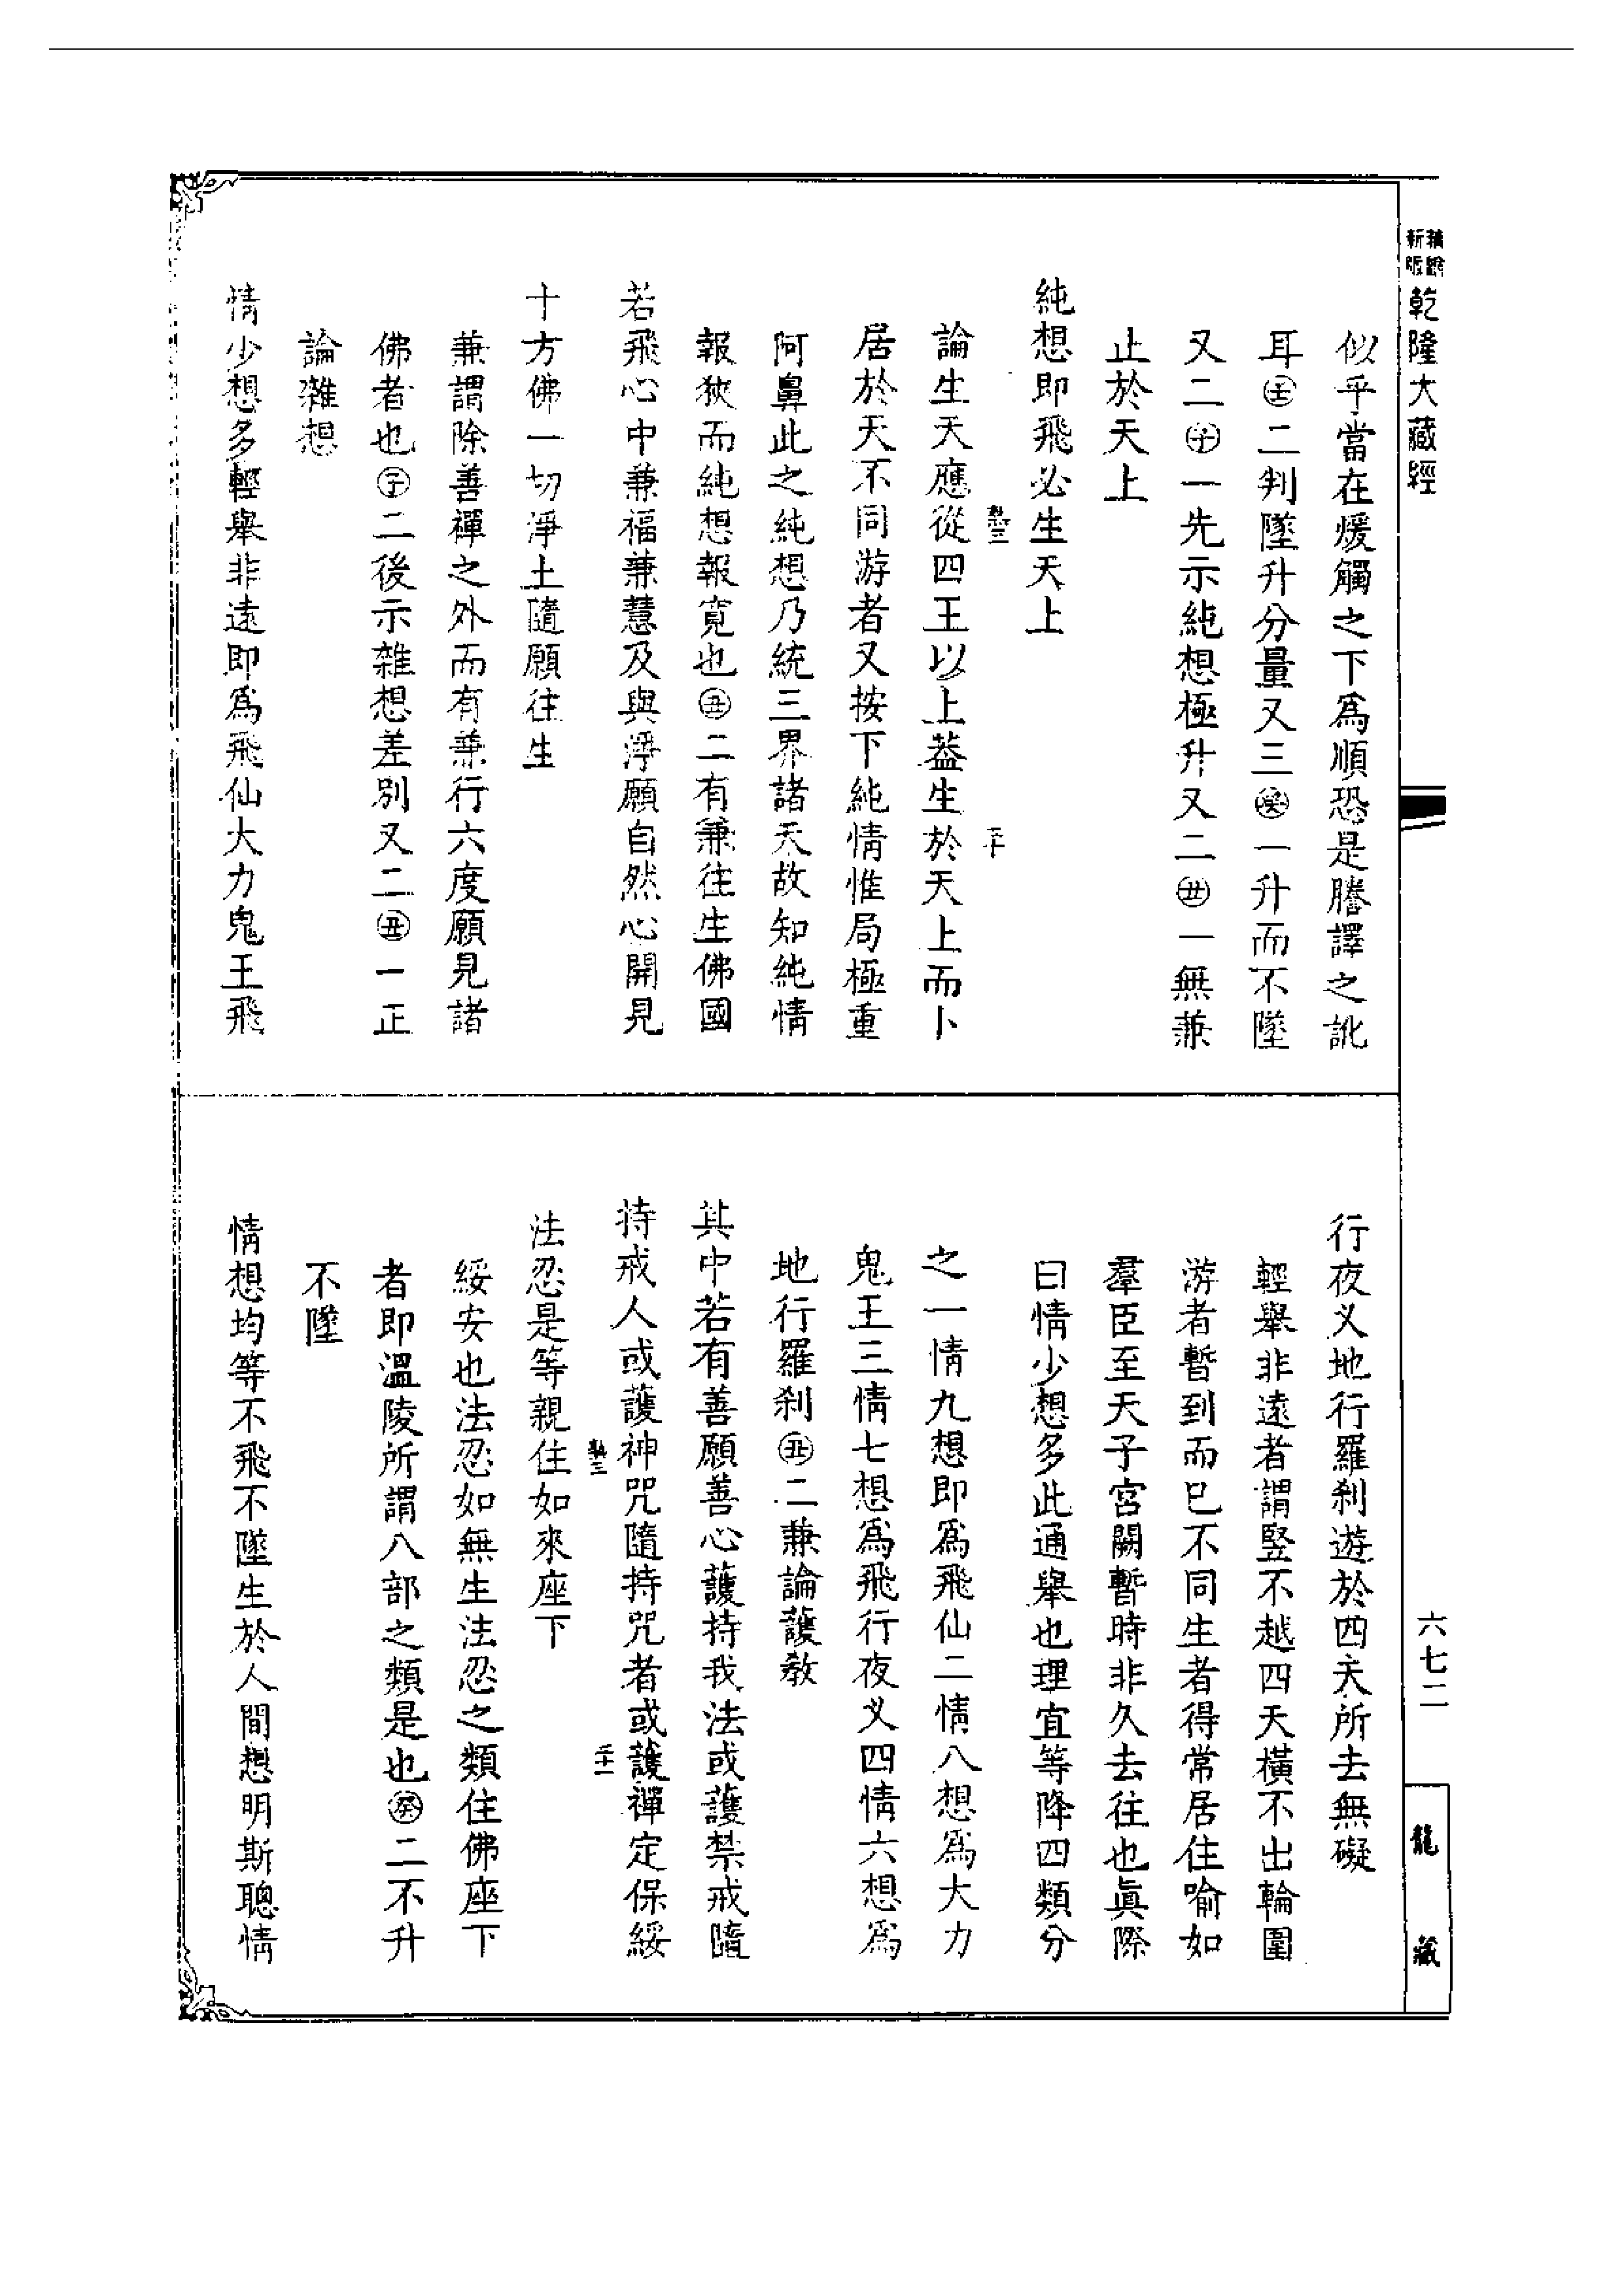 新版
乾隆大藏經
似乎當在煖觸之下爲順恐是謄譯之訛
耳㊂二判墜升分量又三㊂一升而不墜
又二㊂一先示純想極升又二㊂一無兼
止於天上
純想即飛必生天上
論生天應從四王以上葢生於天上而卜
居於天不同游者又按下純情惟局極重
阿鼻此之純想乃統三界諸天故知純情
報狹而純想報寬也㊂二有兼往生佛國
若飛心中兼福兼慧及與淨願自然心開見
十方佛一切淨土隨願往生
兼謂除善禪之外而有兼行六度願見諸
佛者也㊂二後示雜想差別又二㊂一正
論雜想
情少想多輕舉非遠即爲飛仙大力鬼王飛
行夜叉地行羅刹遊於四天所去無礙
輕舉非遠者謂竪不越四天橫不出輪圍
游者暫到而已不同生者得常居住喻如
羣臣至天子宮闕暫時非久去往也眞際
曰情少想多此通舉也理宜等降四類分
之一情九想即爲飛仙二情八想爲大力
鬼王三情七想爲飛行夜叉四情六想爲
地行羅刹㊂二兼論護教
其中若有善願善心護持我法或護禁戒隨
持戒人或護神咒隨持咒者或護禪定保綏
法忍是等親住如來座下
綏安也法忍如無生法忍之類住佛座下
者即溫陵所謂八部之類是也㊂二不升
不墜
情想均等不飛不墜生於人間想明斯聰情
六七二
龍藏